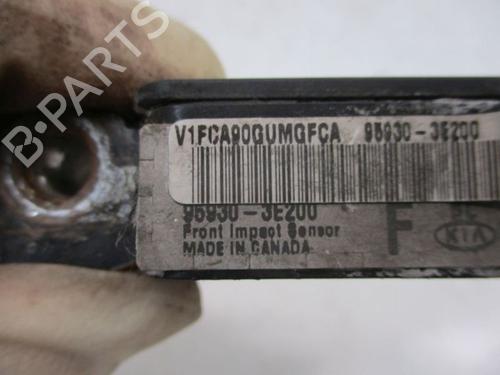 B-PARTS
V1FCA90GUMGFCA 95930-3E200
95930-3E200
Front Impact Sensor
MADE IN CANADA
F
KIA